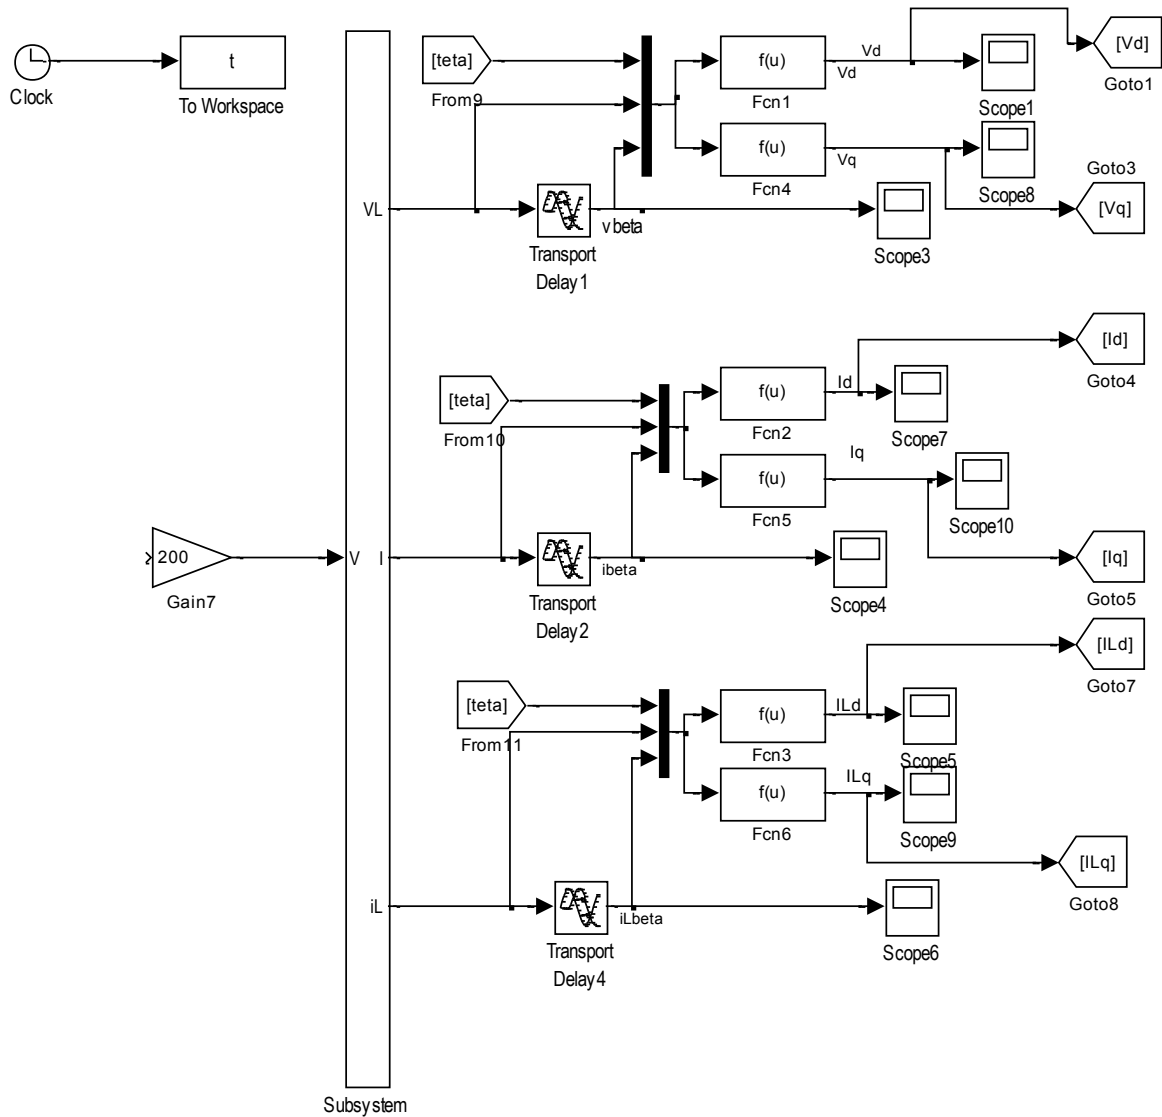 Clock
t
To Workspace
[teta]
From9
f(u)
Fcn1
Vd
Vd
Scope1
[Vd]
Goto1
f(u)
Fcn4
Vq
Scope8
Goto3
[Vq]
VL
Transport
Delay1
vbeta
Scope3
[teta]
From10
f(u)
Fcn2
Id
Scope7
[Id]
Goto4
f(u)
Fcn5
Iq
Scope10
[Iq]
Goto5
200
Gain7
V
I
Transport
Delay2
ibeta
Scope4
[teta]
From11
f(u)
Fcn3
ILd
Scope5
[ILd]
Goto7
f(u)
Fcn6
ILq
Scope9
[ILq]
Goto8
iL
Transport
Delay4
iLbeta
Scope6
Subsystem